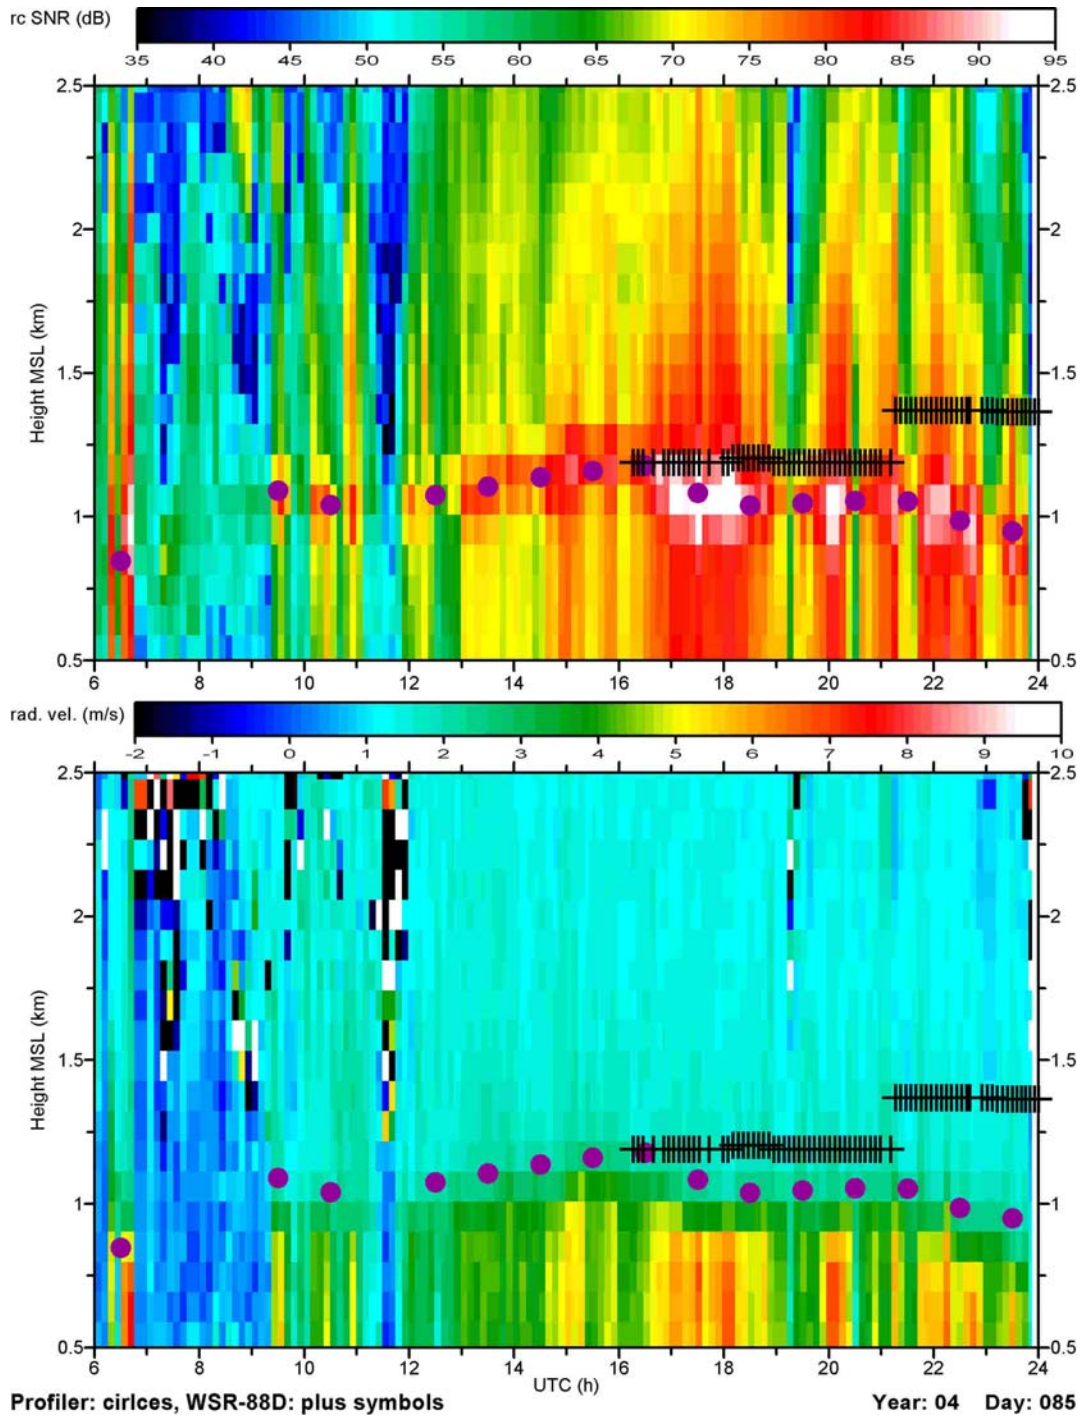 rc SNR (dB)
35 40 45 50 55 60 65 70 75 80 85 90 95
2.5 2.5
2 2
Height MSL (km)
1.5 1.5
1 1
0.5 0.5
6 8 10 12 14 16 18 20 22 24
rad. vel. (m/s)
-2 -1 0 1 2 3 4 5 6 7 8 9 10
2.5 2.5
2 2
Height MSL (km)
1.5 1.5
1 1
0.5 0.5
6 8 10 12 14 16 18 20 22 24
UTC (h)
Profiler: cirlces, WSR-88D: plus symbols Year: 04 Day: 085